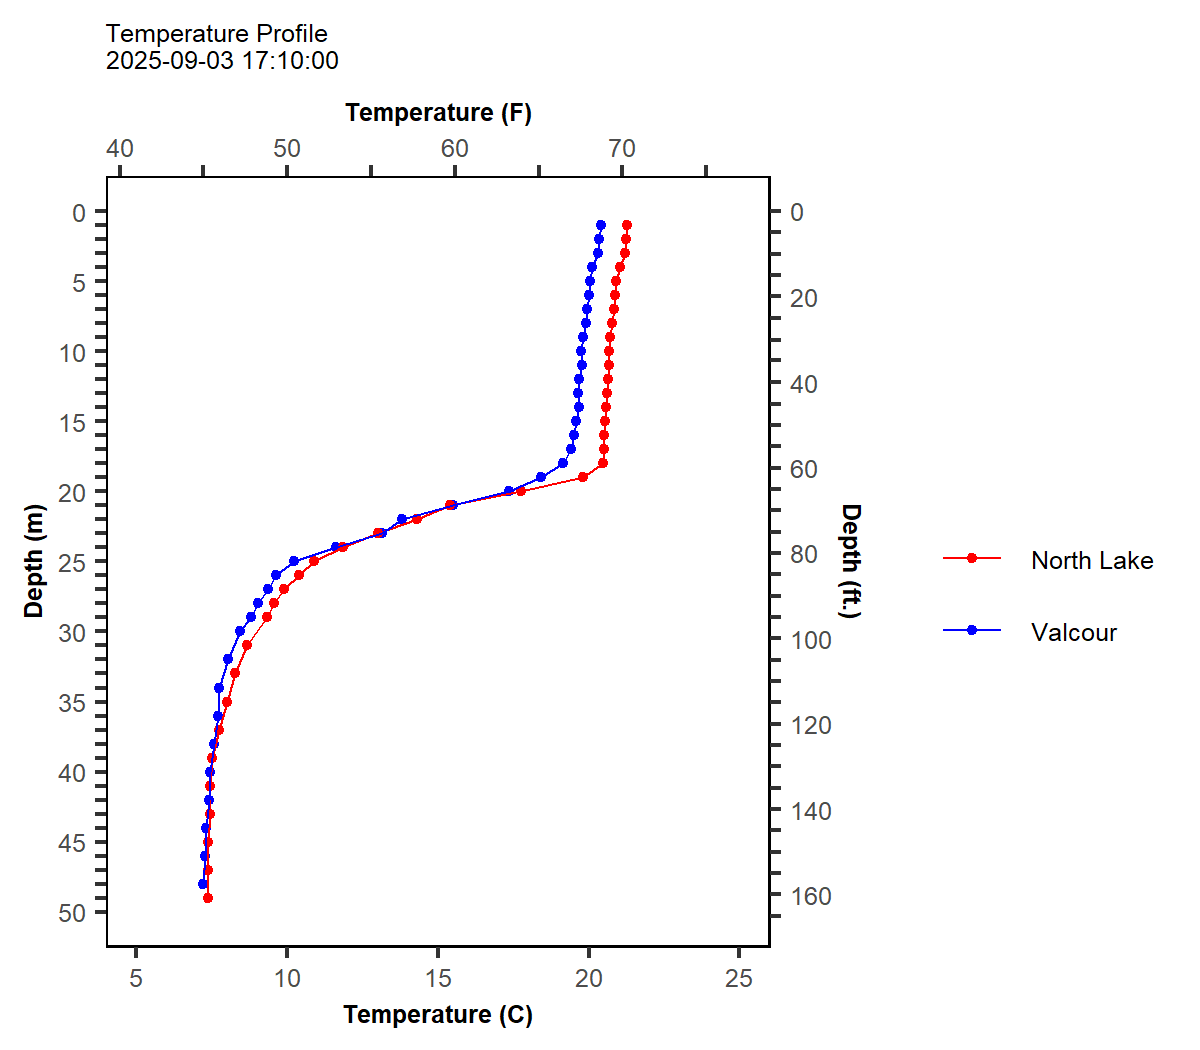 Temperature Profile
2025-09-03 17:10:00
Temperature (F)
40 50 60 70
0 0
5 20
10 40
15 60
20 80
25 100
30 120
35 140
40 160
45
50
Depth (m)
Depth (ft.)
North Lake
Valcour
5 10 15 20 25
Temperature (C)